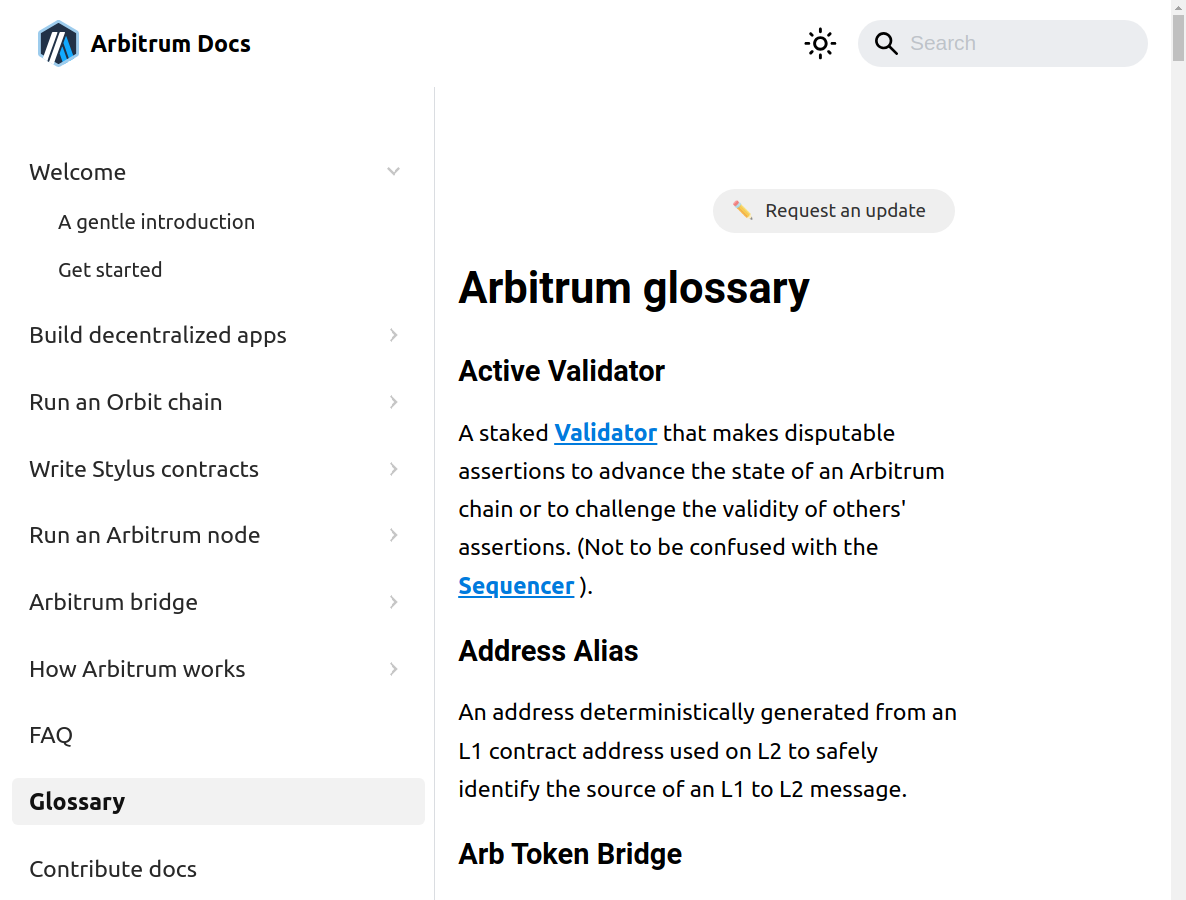 Arbitrum Docs
Search
Welcome
A gentle introduction
Get started
Build decentralized apps
Run an Orbit chain
Write Stylus contracts
Run an Arbitrum node
Arbitrum bridge
How Arbitrum works
FAQ
Glossary
Contribute docs
Request an update
Arbitrum glossary
Active Validator
A staked Validator that makes disputable
assertions to advance the state of an Arbitrum
chain or to challenge the validity of others'
assertions. (Not to be confused with the
Sequencer ).
Address Alias
An address deterministically generated from an
L1 contract address used on L2 to safely
identify the source of an L1 to L2 message.
Arb Token Bridge